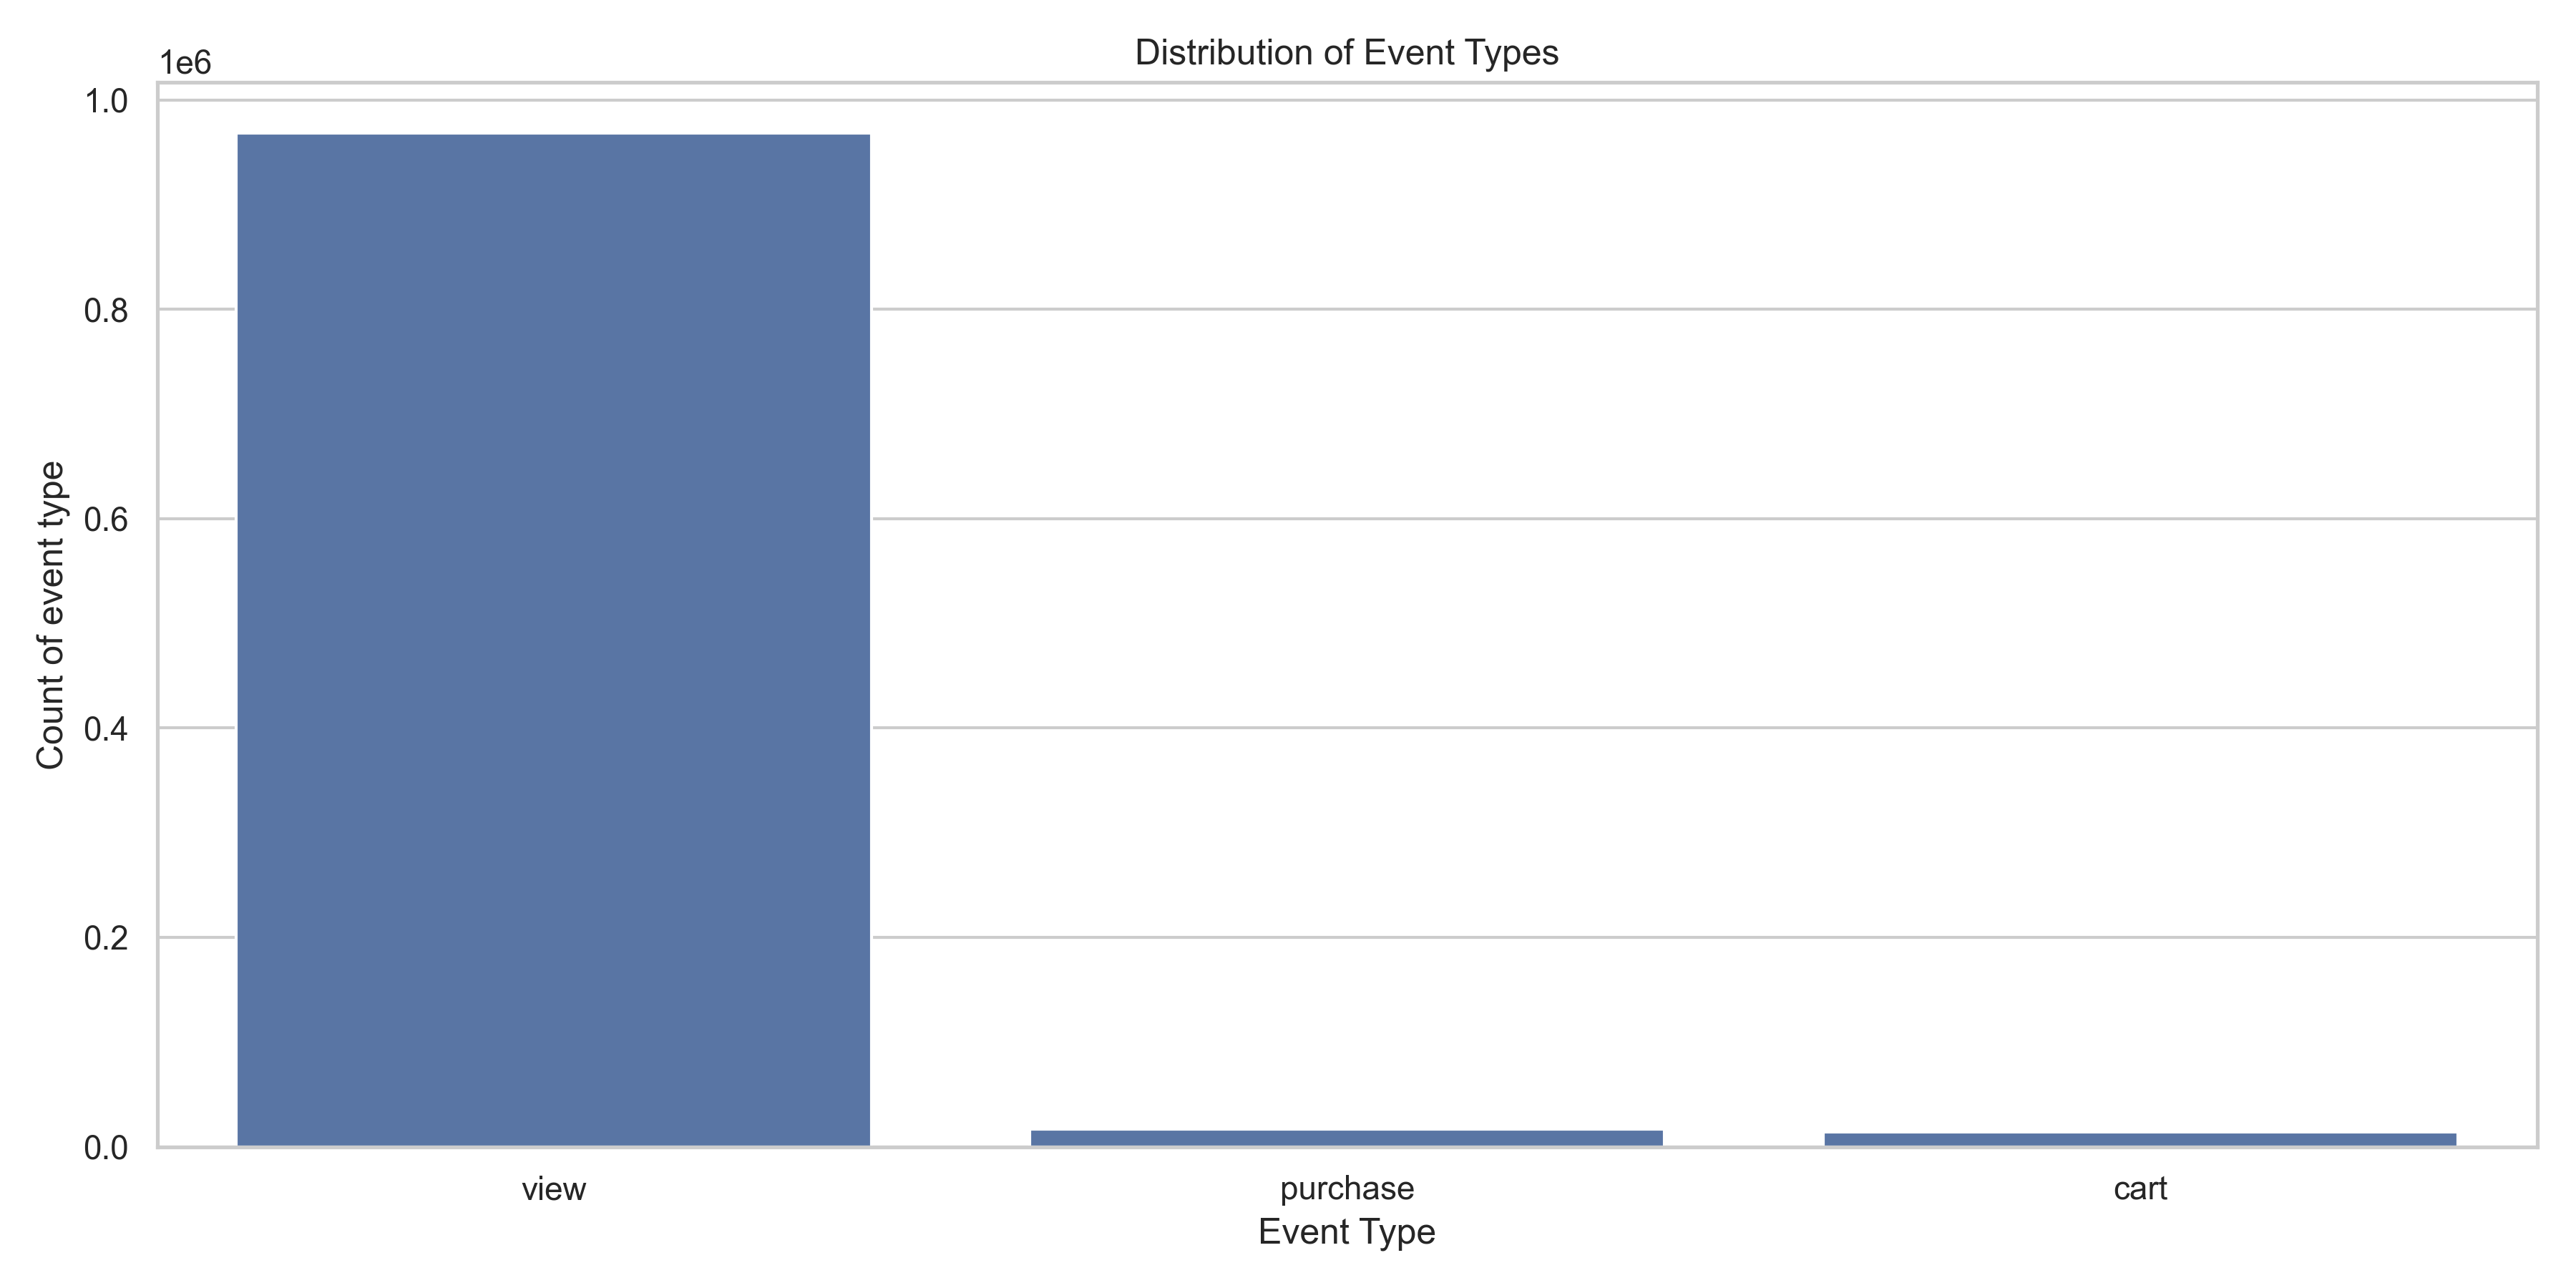 Distribution of Event Types
1e6
1.0
0.8
0.6
0.4
0.2
0.0
Count of event type
view purchase cart
Event Type